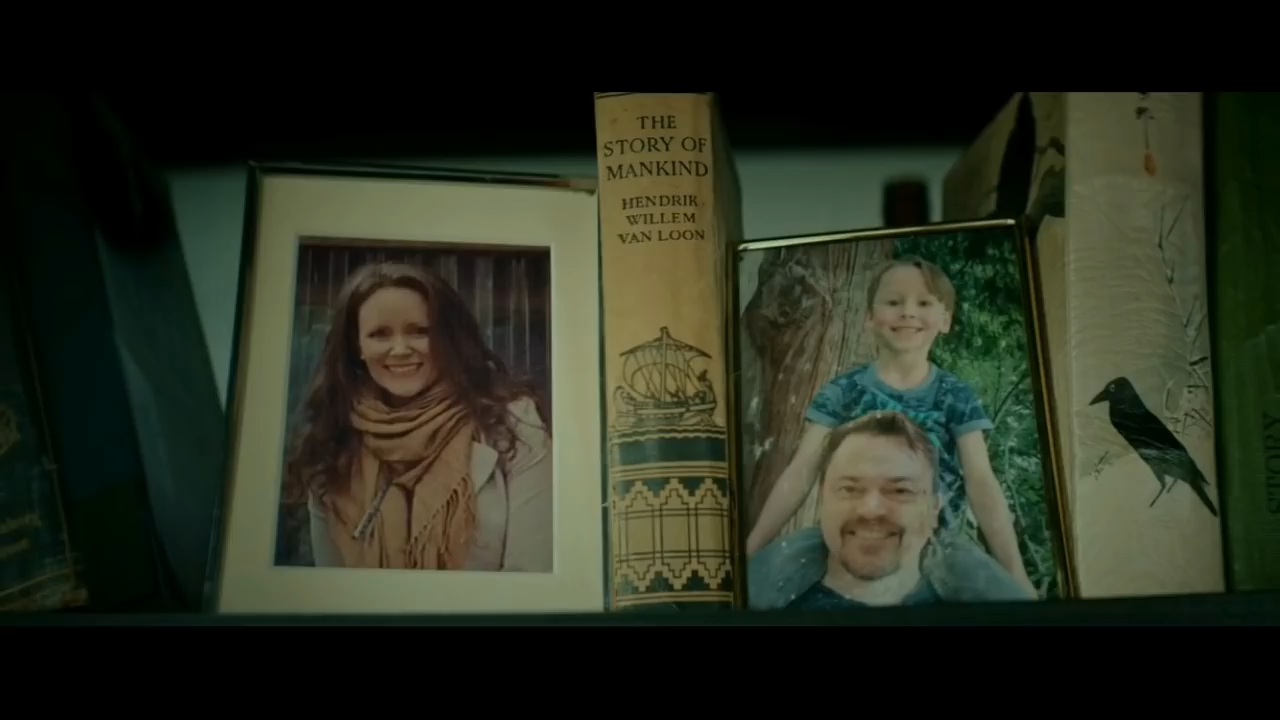 THE
STORY OF
MANKIND
HENDRIK
WILLEM
VAN LOON